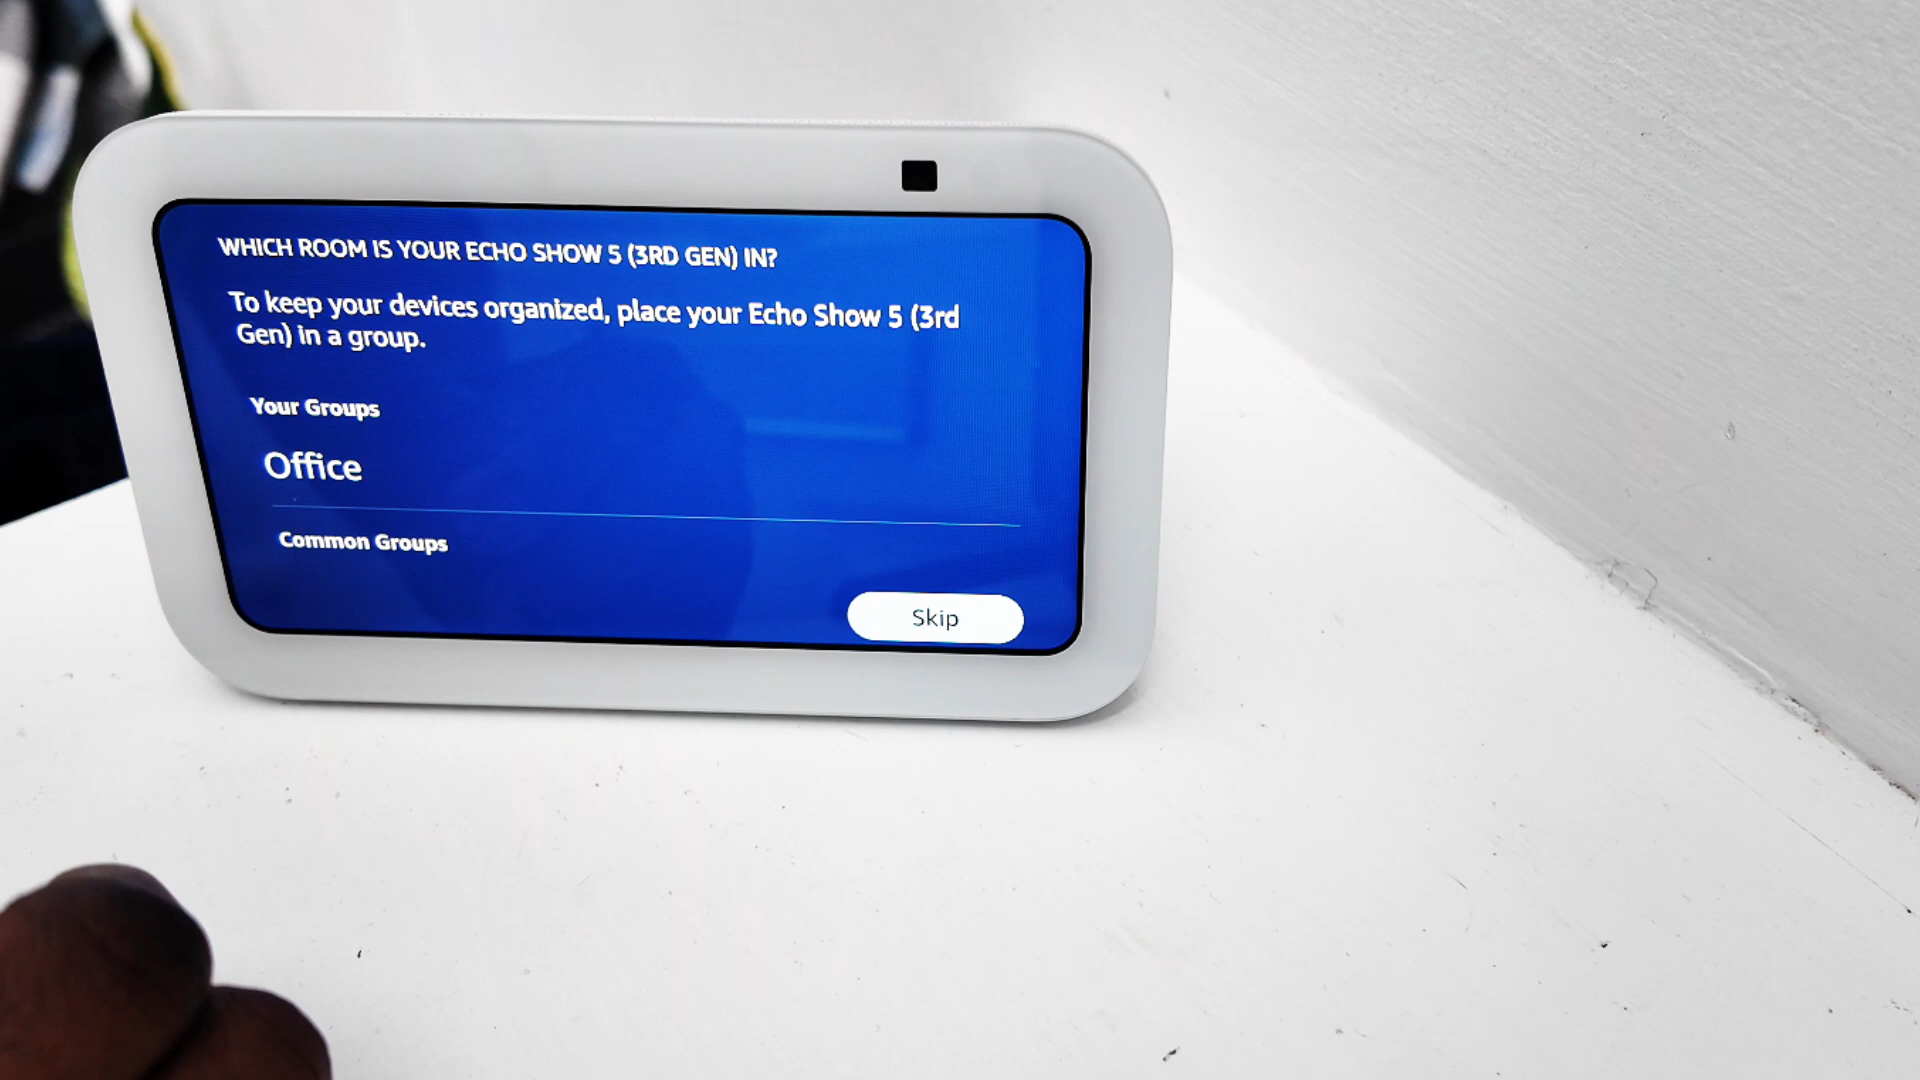 WHICH ROOM IS YOUR ECHO SHOW 5 (3RD GEN) IN?
To keep your devices organized, place your Echo Show 5 (3rd
Gen) in a group.
Your Groups
Office
Common Groups
Skip